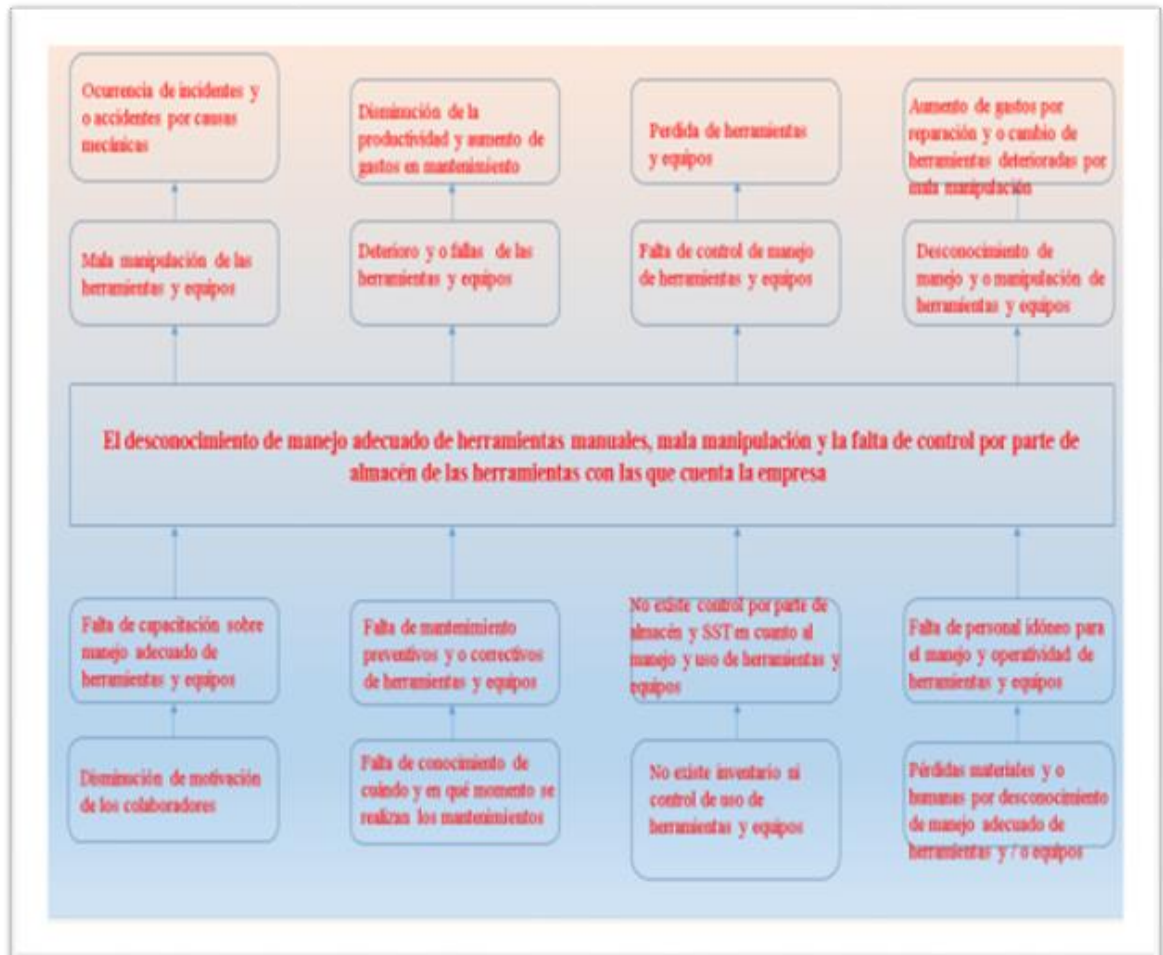 Ocurrencia de incidentes y
o accidentes por causas
mecánicas
Disminución de la
productividad y aumento de
gastos en mantenimiento
Perdida de herramientas
y equipos
Aumento de gastos por
reparación y o cambio de
herramientas deterioradas por
mala manipulación
Mala manipulación de las
herramientas y equipos
Deterioro y o fallas de las
herramientas y equipos
Falta de control de manejo
de herramientas y equipos
Desconocimiento de
manejo y o manipulación de
herramientas y equipos
El desconocimiento de manejo adecuado de herramientas manuales, mala manipulación y la falta de control por parte de
almacén de las herramientas con las que cuenta la empresa
Falta de capacitación sobre
manejo adecuado de
herramientas y equipos
Falta de mantenimiento
preventivos y o correctivos
de herramientas y equipos
No existe control por parte de
almacén y SST en cuanto al
manejo y uso de herramientas y
equipos
Falta de personal idóneo para
el manejo y operatividad de
herramientas y equipos
Disminución de motivación
de los colaboradores
Falta de conocimiento de
cuándo y en qué momento se
realizan los mantenimientos
No existe inventario ni
control de uso de
herramientas y equipos
Pérdidas materiales y o
humanas por desconocimiento
de manejo adecuado de
herramientas y / o equipos